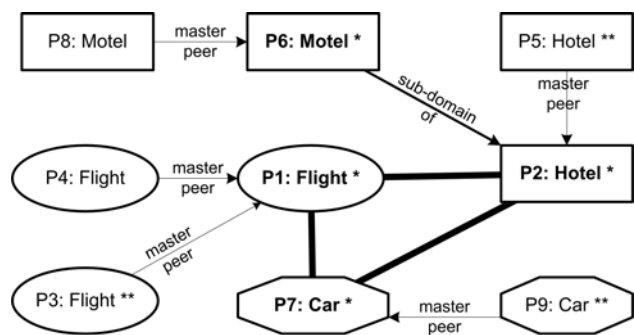 P8: Motel
master
peer
P6: Motel *
P5: Hotel **
sub-domain
of
master
peer
P4: Flight
master
peer
P1: Flight *
P2: Hotel *
master
peer
P3: Flight **
P7: Car *
master
peer
P9: Car **